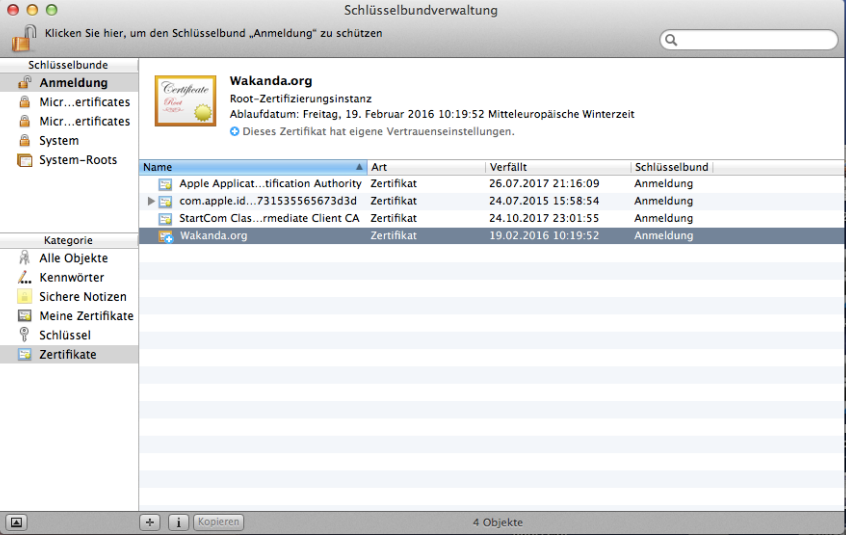 Schlüsselbundverwaltung
Klicken Sie hier, um den Schlüsselbund „Anmeldung" zu schützen
Schlüsselbunde
Anmeldung
Micr...ertificates
Micr...ertificates
System
System-Roots
Certificate
Root
Wakanda.org
Root-Zertifizierungsinstanz
Ablaufdatum: Freitag, 19. Februar 2016 10:19:52 Mitteleuropäische Winterzeit
Dieses Zertifikat hat eigene Vertrauenseinstellungen.
Name Art Verfällt Schlüsselbund
Apple Applicat...tification Authority Zertifikat 26.07.2017 21:16:09 Anmeldung
com.apple.id...731535565673d3d Zertifikat 24.07.2015 15:58:54 Anmeldung
StartCom Clas...rmediate Client CA Zertifikat 24.10.2017 23:01:55 Anmeldung
Wakanda.org Zertifikat 19.02.2016 10:19:52 Anmeldung
Kategorie
Alle Objekte
Kennwörter
Sichere Notizen
Meine Zertifikate
Schlüssel
Zertifikate
+ i Kopieren 4 Objekte